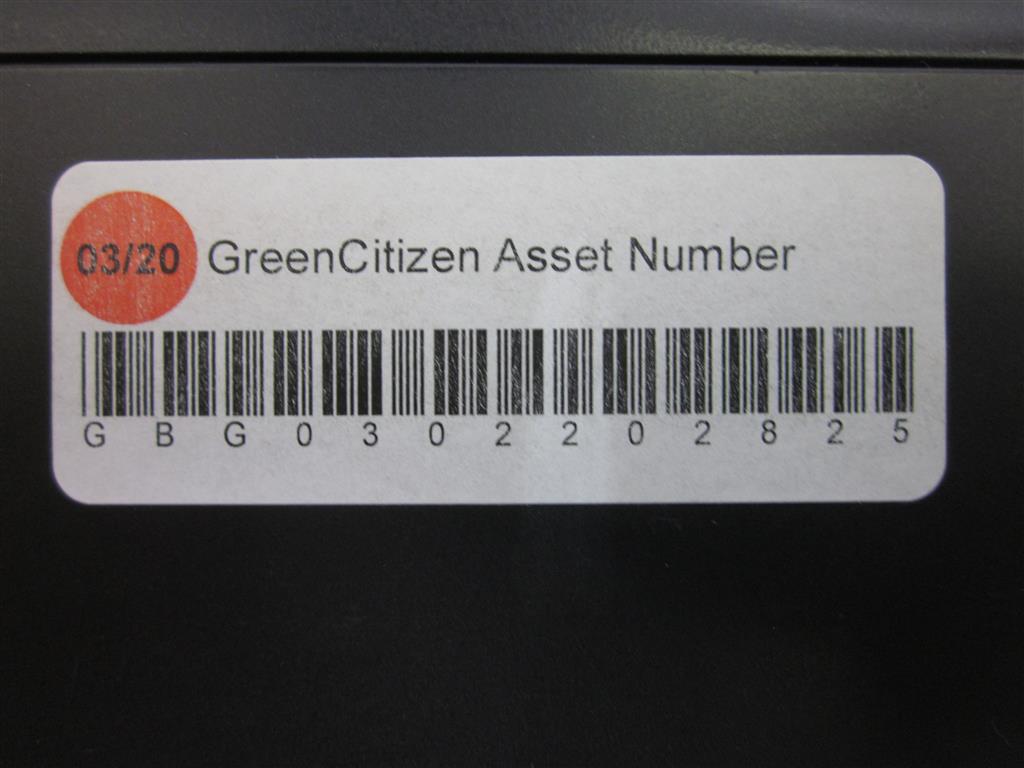 03/20 GreenCitizen Asset Number
G B G 0 3 0 2 2 0 2 8 2 5